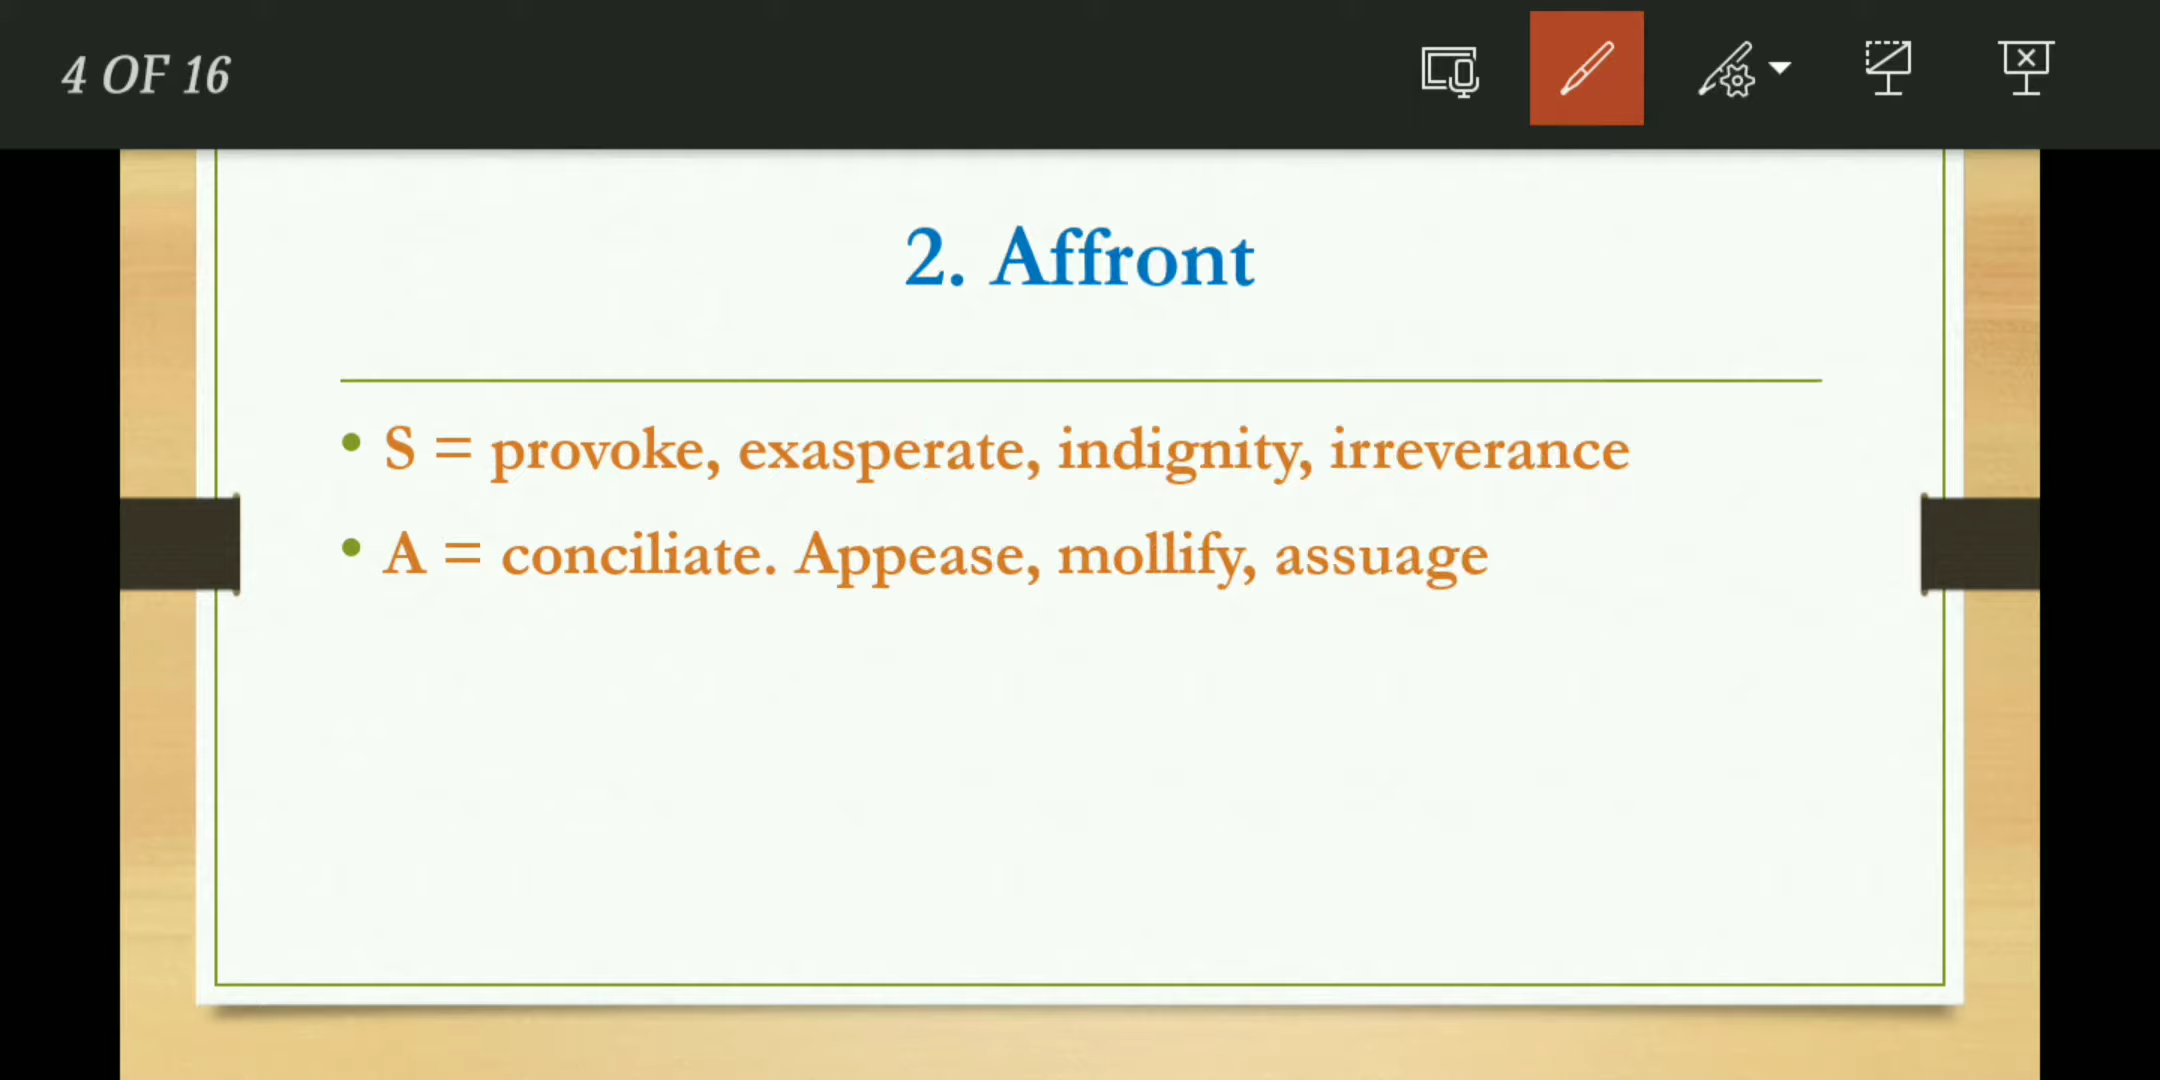 4 OF 16
2. Affront
• S = provoke, exasperate, indignity, irreverance
• A = conciliate. Appease, mollify, assuage